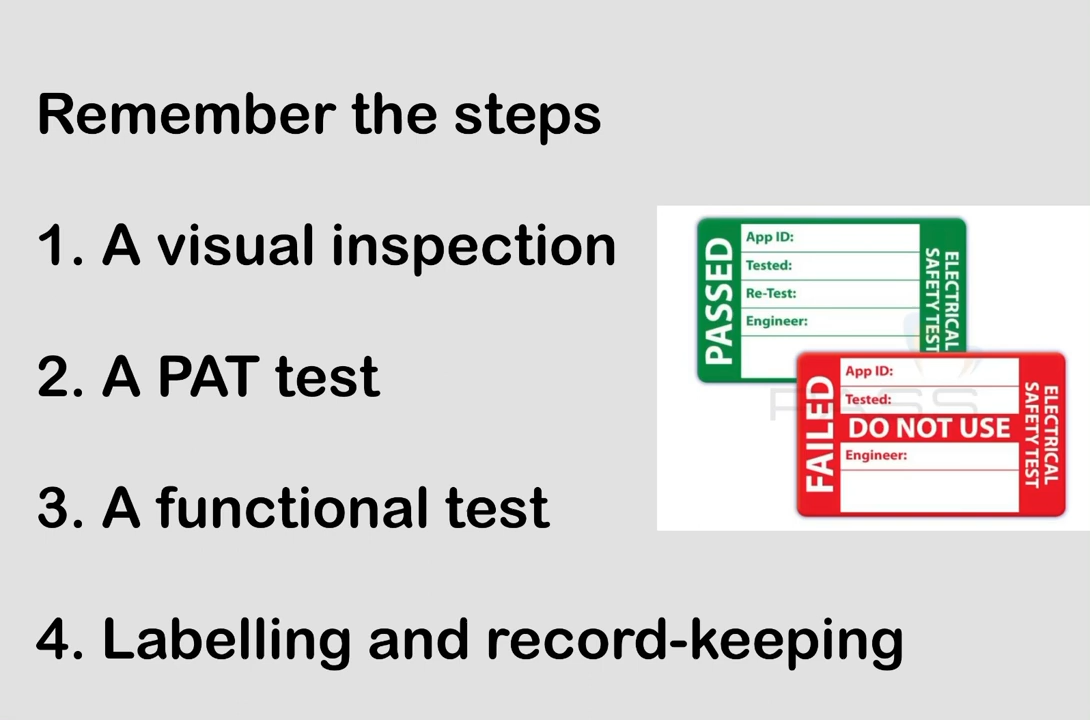 Remember the steps
1. A visual inspection
2. A PAT test
3. A functional test
4. Labelling and record-keeping
PASSED
App ID:
Tested:
Re-Test:
Engineer:
ELECTRICAL
SAFETY TEST
FAILED
App ID:
Tested:
DO NOT USE
Engineer:
ELECTRICAL
SAFETY TEST
PASS